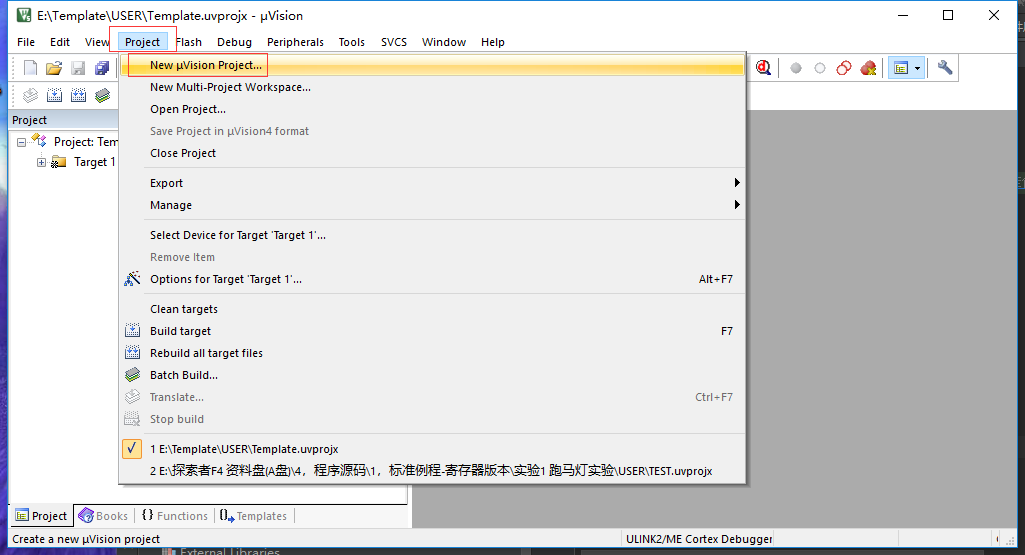 E:\Template\USER\Template.uvprojx - µVision
File Edit View Project Flash Debug Peripherals Tools SVCS Window Help
New µVision Project...
New Multi-Project Workspace...
Open Project...
Save Project in µVision4 format
Close Project
Export
Manage
Select Device for Target 'Target 1'...
Remove Item
Options for Target 'Target 1'... Alt+F7
Clean targets
Build target F7
Rebuild all target files
Batch Build...
Translate... Ctrl+F7
Stop build
1 E:\Template\USER\Template.uvprojx
2 E:\探索者F4 资料盘(A盘)\4，程序源码\1，标准例程-寄存器版本\实验1 跑马灯实验\USER\TEST.uvprojx
Project
Project: Tem
Target 1
Project Books {} Functions {} Templates
Create a new µVision project ULINK2/ME Cortex Debugger
External Libraries